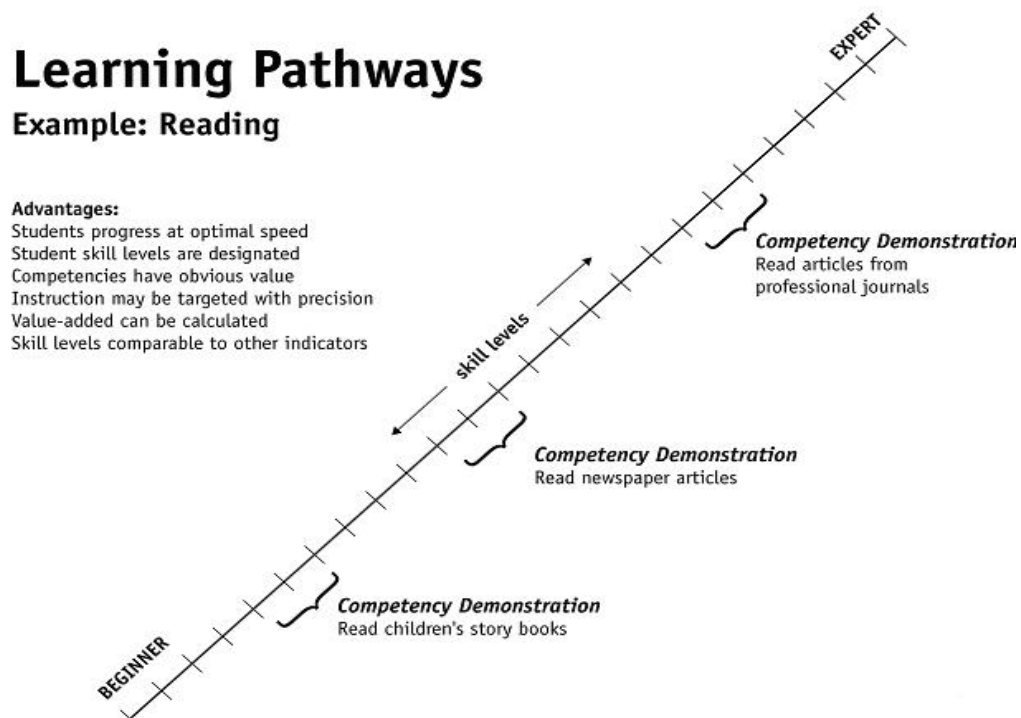 Learning Pathways
Example: Reading
Advantages:
Students progress at optimal speed
Student skill levels are designated
Competencies have obvious value
Instruction may be targeted with precision
Value-added can be calculated
Skill levels comparable to other indicators
EXPERT
Competency Demonstration
Read articles from
professional journals
skill levels
Competency Demonstration
Read newspaper articles
Competency Demonstration
Read children's story books
BEGINNER